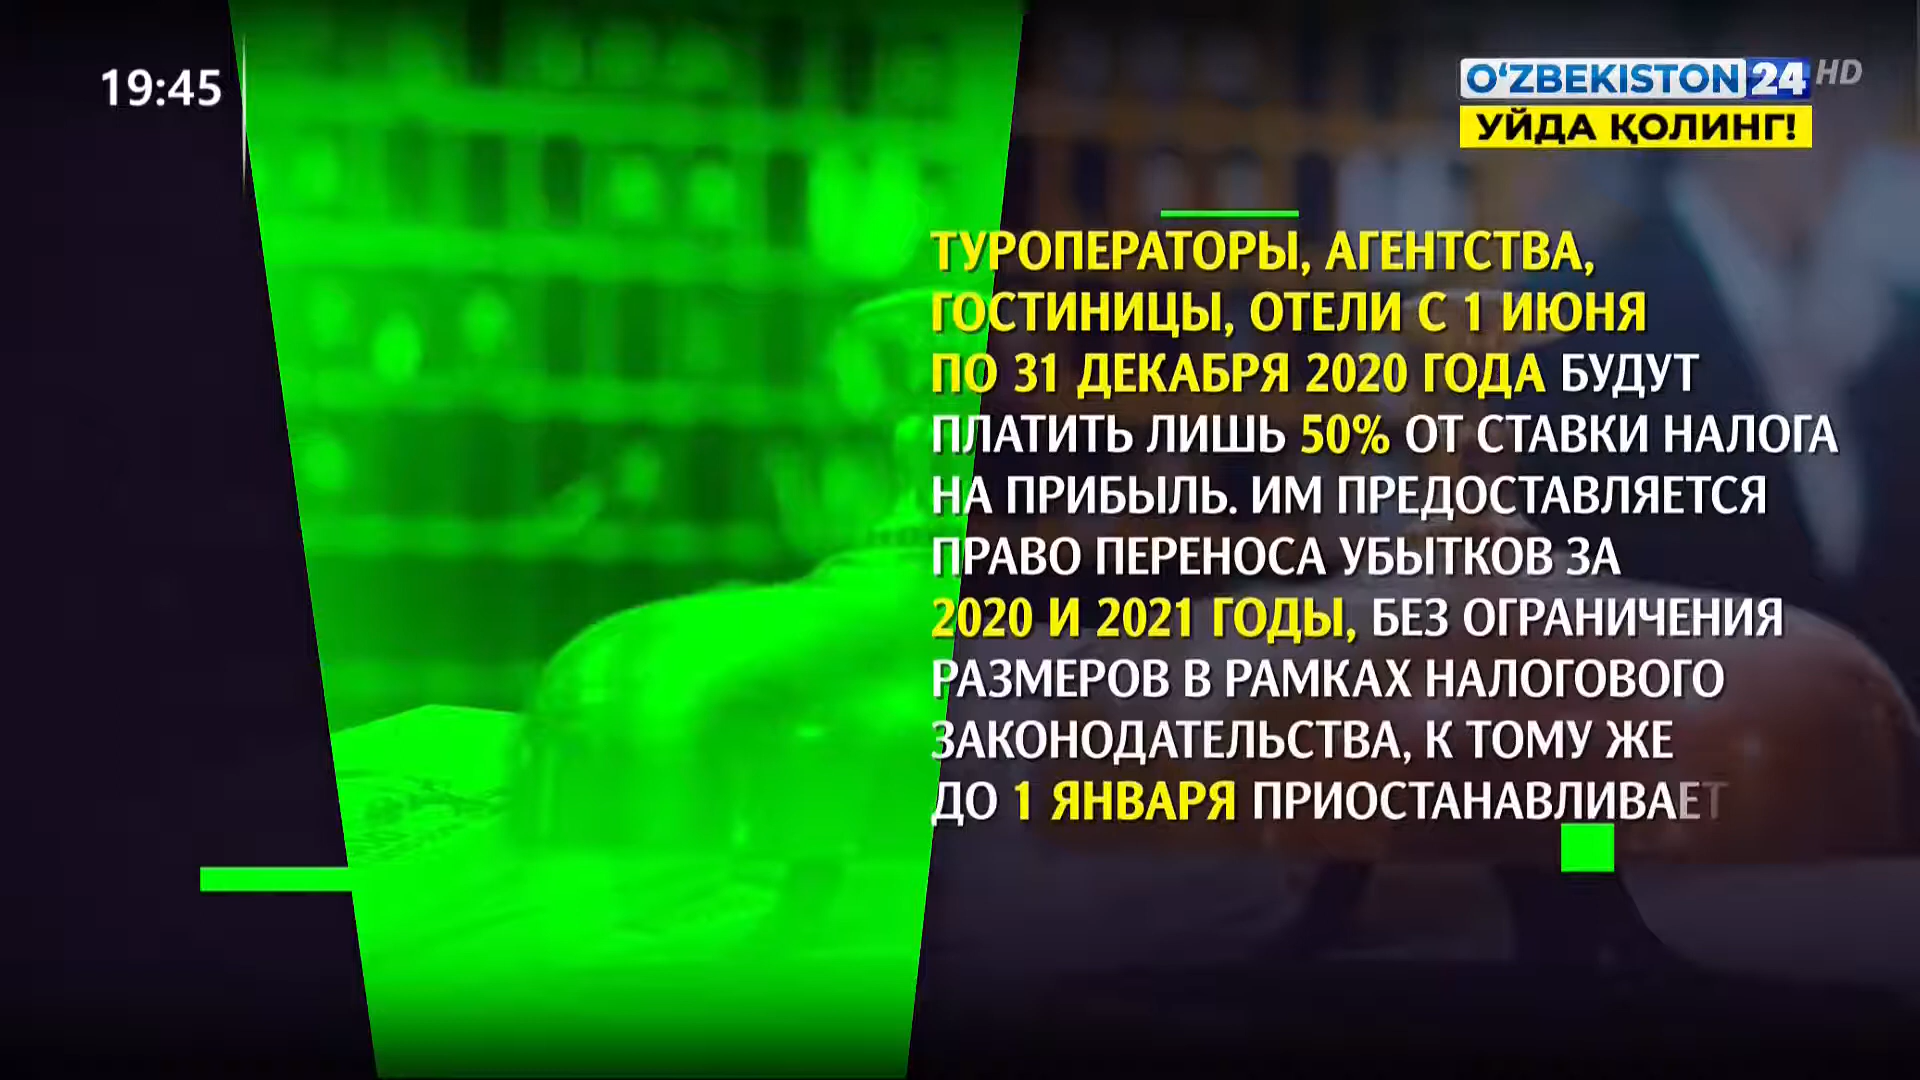 19:45
O‘ZBEKISTON 24 HD
УЙДА ҚОЛИНГ!
ТУРОПЕРАТОРЫ, АГЕНТСТВА,
ГОСТИНИЦЫ, ОТЕЛИ С 1 ИЮНЯ
ПО 31 ДЕКАБРЯ 2020 ГОДА БУДУТ
ПЛАТИТЬ ЛИШЬ 50% ОТ СТАВКИ НАЛОГА
НА ПРИБЫЛЬ. ИМ ПРЕДОСТАВЛЯЕТСЯ
ПРАВО ПЕРЕНОСА УБЫТКОВ ЗА
2020 И 2021 ГОДЫ, БЕЗ ОГРАНИЧЕНИЯ
РАЗМЕРОВ В РАМКАХ НАЛОГОВОГО
ЗАКОНОДАТЕЛЬСТВА, К ТОМУ ЖЕ
ДО 1 ЯНВАРЯ ПРИОСТАНАВЛИВАЕТ